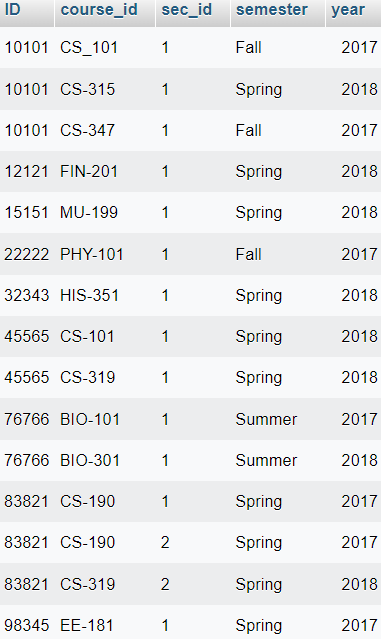 ID course_id sec_id semester year
10101 CS_101 1 Fall 2017
10101 CS-315 1 Spring 2018
10101 CS-347 1 Fall 2017
12121 FIN-201 1 Spring 2018
15151 MU-199 1 Spring 2018
22222 PHY-101 1 Fall 2017
32343 HIS-351 1 Spring 2018
45565 CS-101 1 Spring 2018
45565 CS-319 1 Spring 2018
76766 BIO-101 1 Summer 2017
76766 BIO-301 1 Summer 2018
83821 CS-190 1 Spring 2017
83821 CS-190 2 Spring 2017
83821 CS-319 2 Spring 2018
98345 EE-181 1 Spring 2017